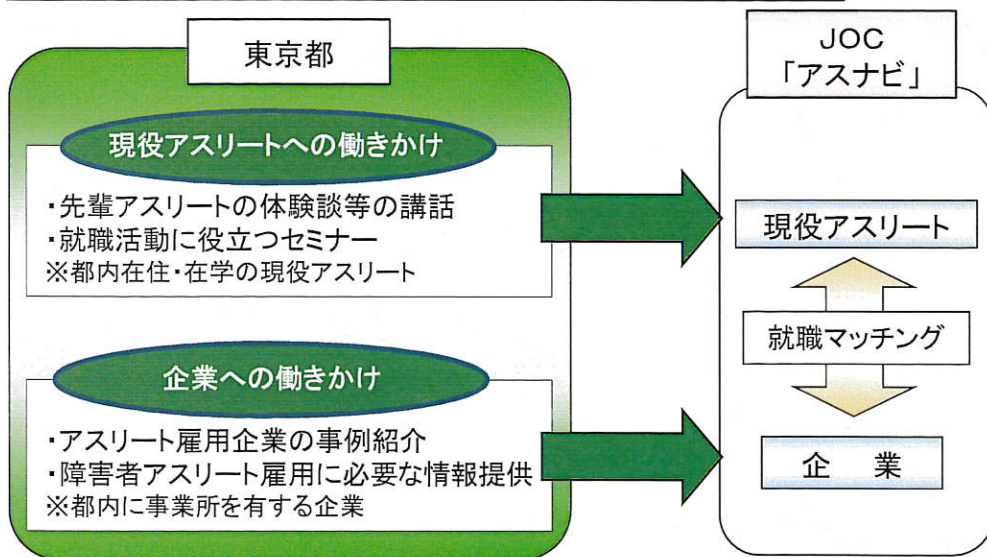 東京都
現役アスリートへの働きかけ
・先輩アスリートの体験談等の講話
・就職活動に役立つセミナー
※都内在住・在学の現役アスリート
企業への働きかけ
・アスリート雇用企業の事例紹介
・障害者アスリート雇用に必要な情報提供
※都内に事業所を有する企業
JOC
「アスナビ」
現役アスリート
就職マッチング
企　業